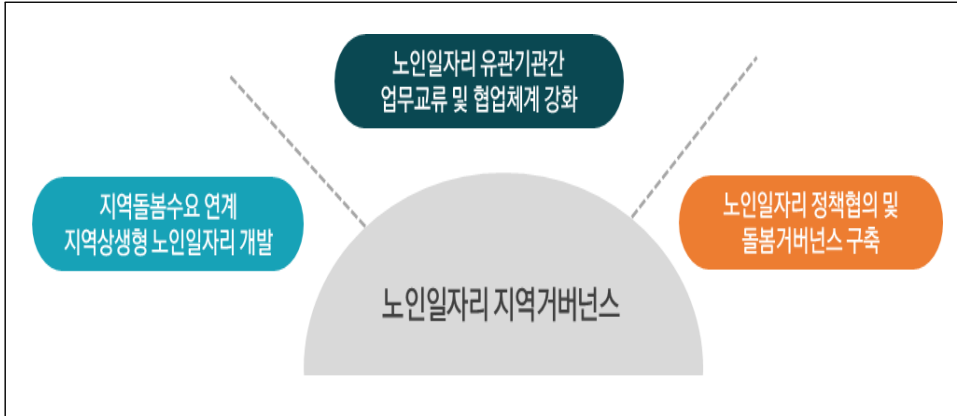 노인일자리 유관기관간
업무교류 및 협업체계 강화
지역돌봄수요 연계
지역상생형 노인일자리 개발
노인일자리 정책협의 및
돌봄거버넌스 구축
노인일자리 지역거버넌스